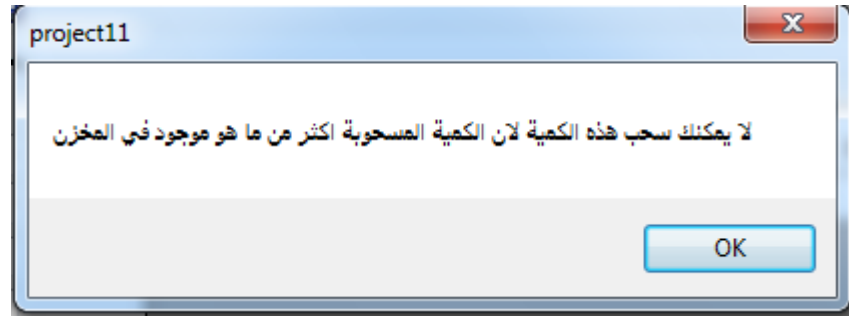 project11
لا يمكنك سحب هذه الكمية لان الكمية المسحوبة اكثر من ما هو موجود في المخزن
OK